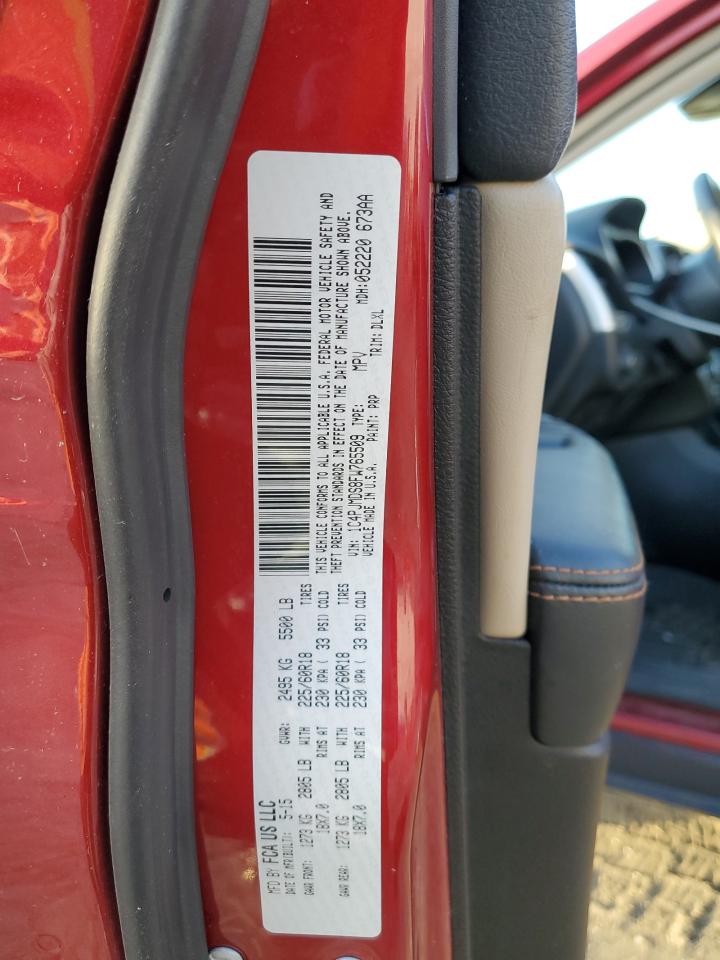 MFD BY FCA US LLC
DATE OF MFR(BUILT): 5-15 GVWR: 2495 KG 5500 LB
GAWR FRONT: 1273 KG 2805 LB WITH 225/60R18 TIRES
18X7.0 RIMS AT 230 KPA ( 33 PSI) COLD
GAWR REAR: 1273 KG 2805 LB WITH 225/60R18 TIRES
18X7.0 RIMS AT 230 KPA ( 33 PSI) COLD
THIS VEHICLE CONFORMS TO ALL APPLICABLE U.S.A. FEDERAL MOTOR VEHICLE SAFETY AND
THEFT PREVENTION STANDARDS IN EFFECT ON THE DATE OF MANUFACTURE SHOWN ABOVE.
VIN: 1C4PJMDS8FW765509 TYPE: MPV MDH:052220 673AA
VEHICLE MADE IN U.S.A. PAINT: PRP TRIM: DLXL